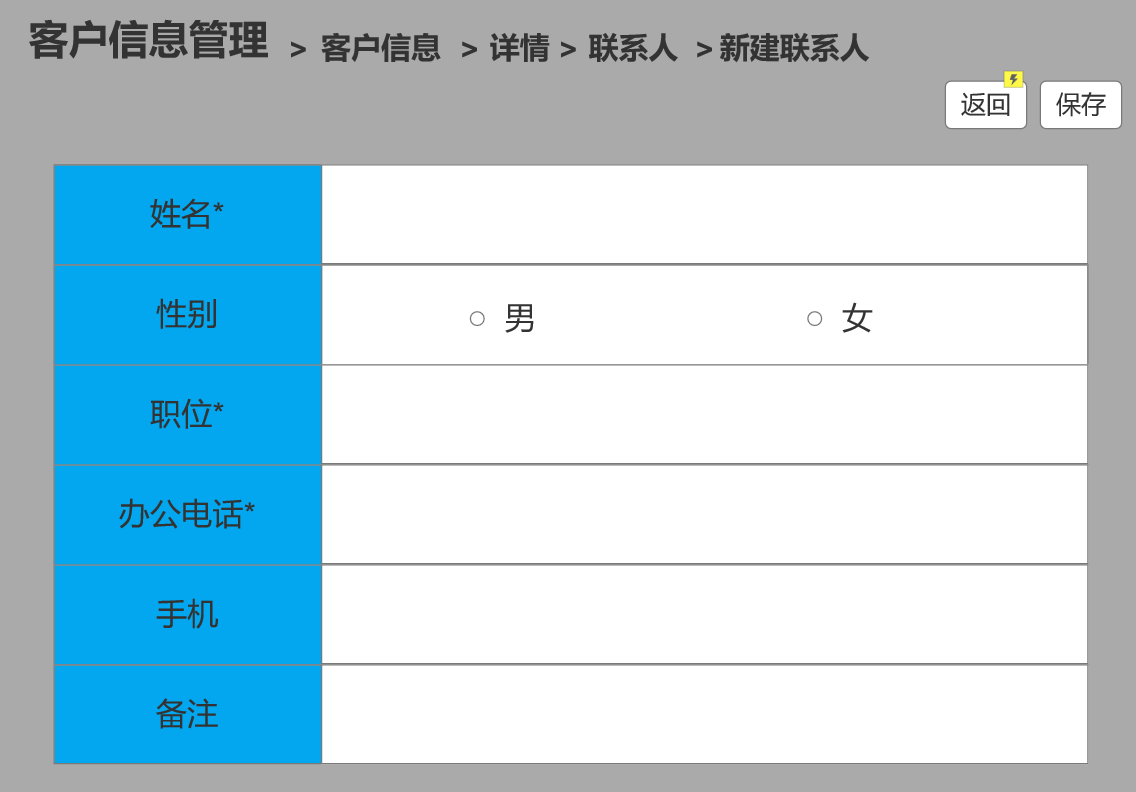 客户信息管理 > 客户信息 > 详情 > 联系人 > 新建联系人
返回 保存
姓名*
性别 男 女
职位*
办公电话*
手机
备注